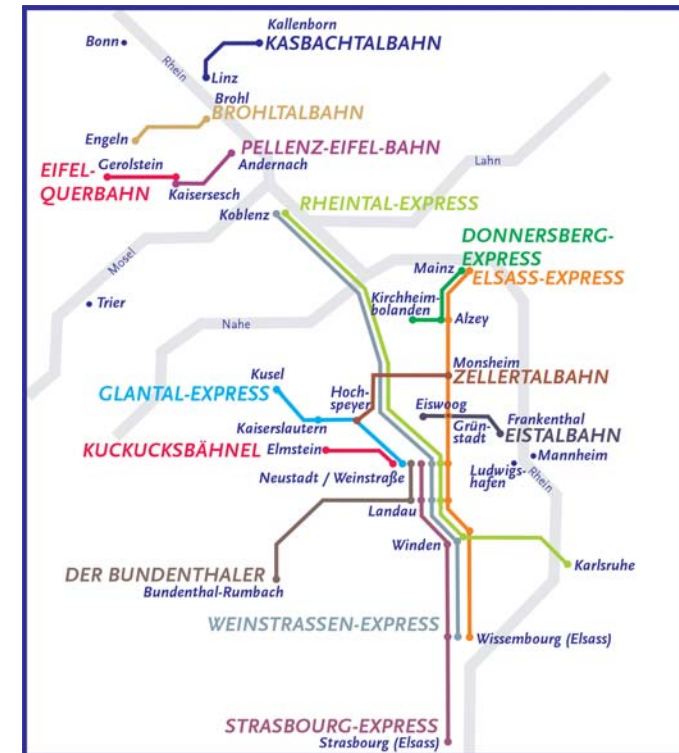 Kallenborn
Bonn
KASBACHTALBAHN
Rhein
Linz
Brohl
BROHLTALBAHN
Engeln
PELLENZ-EIFEL-BAHN
Gerolstein
Andernach
EIFEL-
QUERBAHN
Lahn
Kaisersesch
RHEINTAL-EXPRESS
Koblenz
DONNERSBERG-
EXPRESS
Mosel
Mainz
ELSASS-EXPRESS
Kirchheim-
bolanden
Trier
Alzey
Nahe
Monsheim
Kusel
ZELLERTALBAHN
GLANTAL-EXPRESS
Hoch-
speyer
Eiswoog
Frankenthal
Kaiserslautern
Grün-
stadt
EISTALBAHN
KUCKUCKSBÄHNEL
Elmstein
Mannheim
Neustadt / Weinstraße
Ludwigs-
hafen
Rhein
Landau
Winden
Karlsruhe
DER BUNDENTHALER
Bundenthal-Rumbach
WEINSTRASSEN-EXPRESS
Wissembourg (Elsass)
STRASBOURG-EXPRESS
Strasbourg (Elsass)